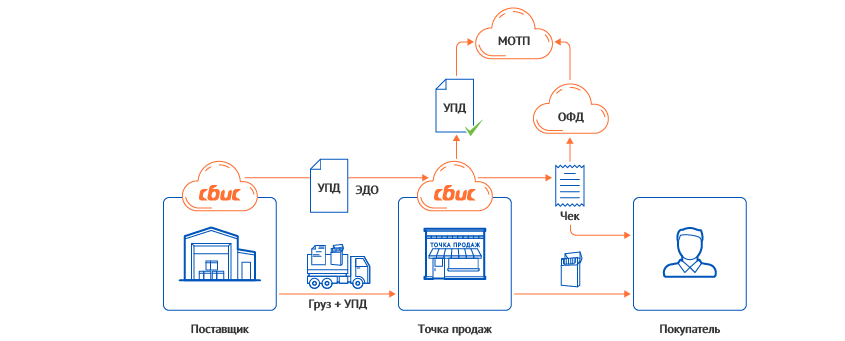 МОТП
УПД
ОФД
сбис
УПД
ЭДО
сбис
Чек
ТОЧКА ПРОДАЖ
Груз + УПД
Поставщик
Точка продаж
Покупатель